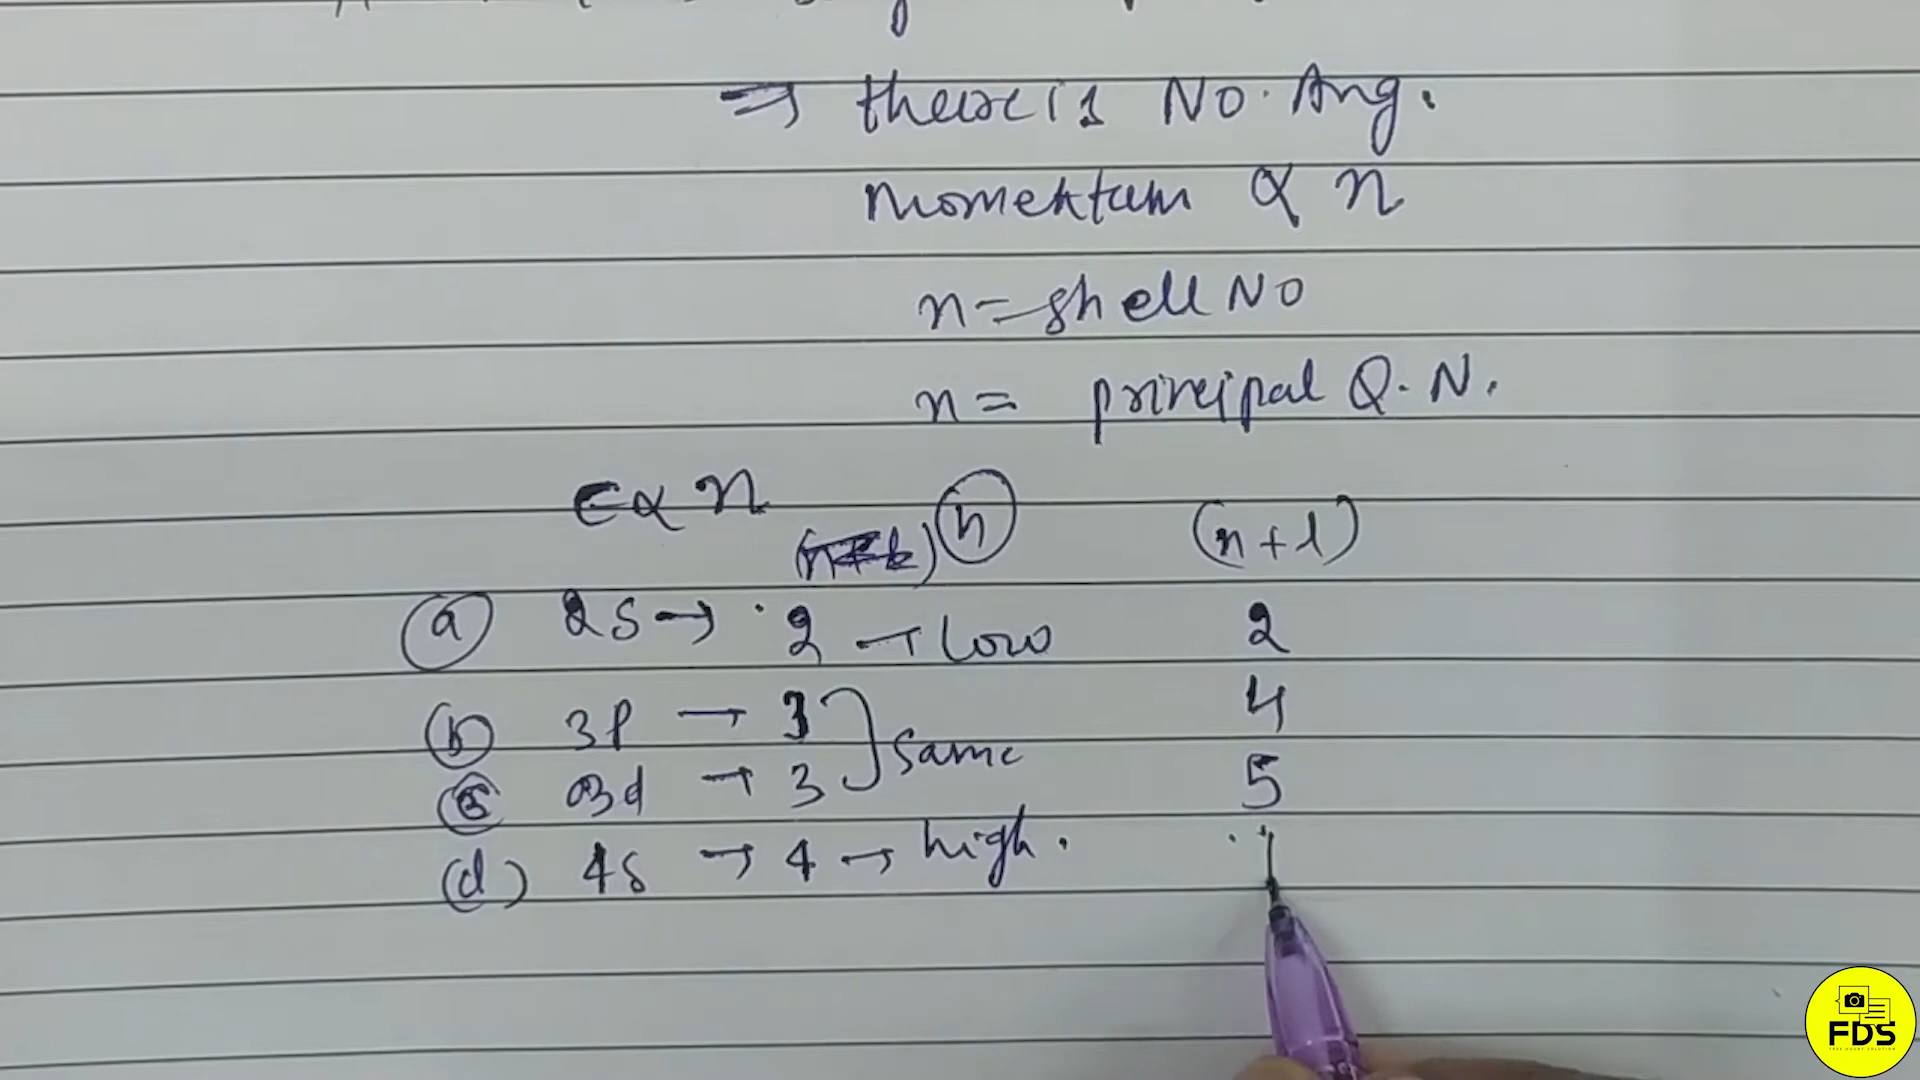 ⇒ there is No. Ang.
momentum ∝ n
n = shell No
n = principal Q. N.
E ∝ n
n (n + l)
(a) 2s → 2 → low 2
(b) 3p → 3 4
same
(c) 3d → 3 5
(d) 4s → 4 → high.
FDS